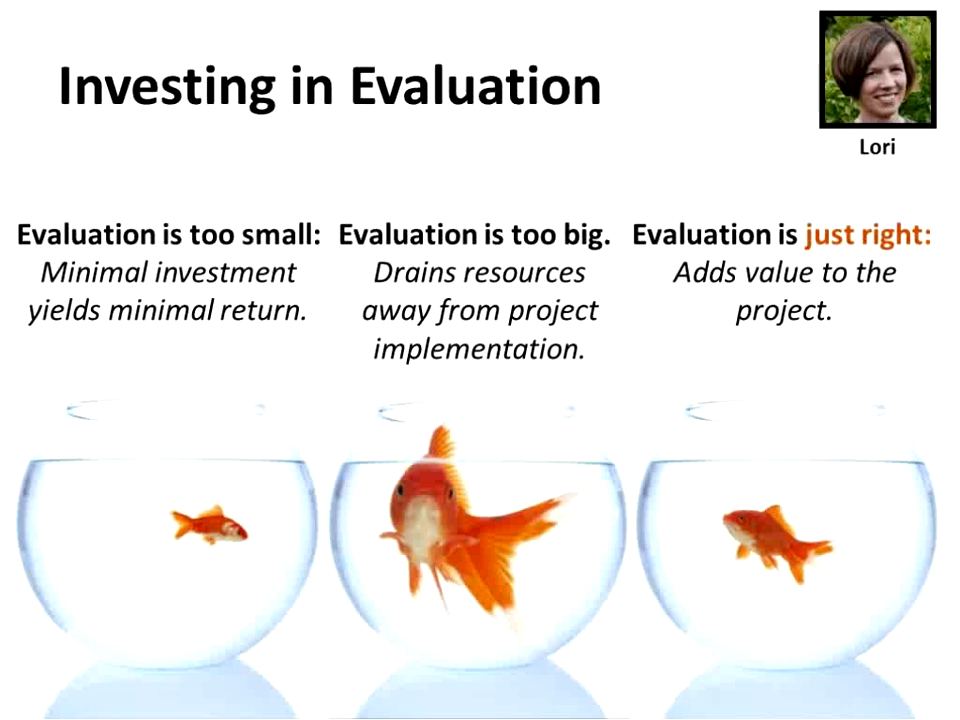 Investing in Evaluation
Lori
Evaluation is too small:
Minimal investment
yields minimal return.
Evaluation is too big.
Drains resources
away from project
implementation.
Evaluation is just right:
Adds value to the
project.